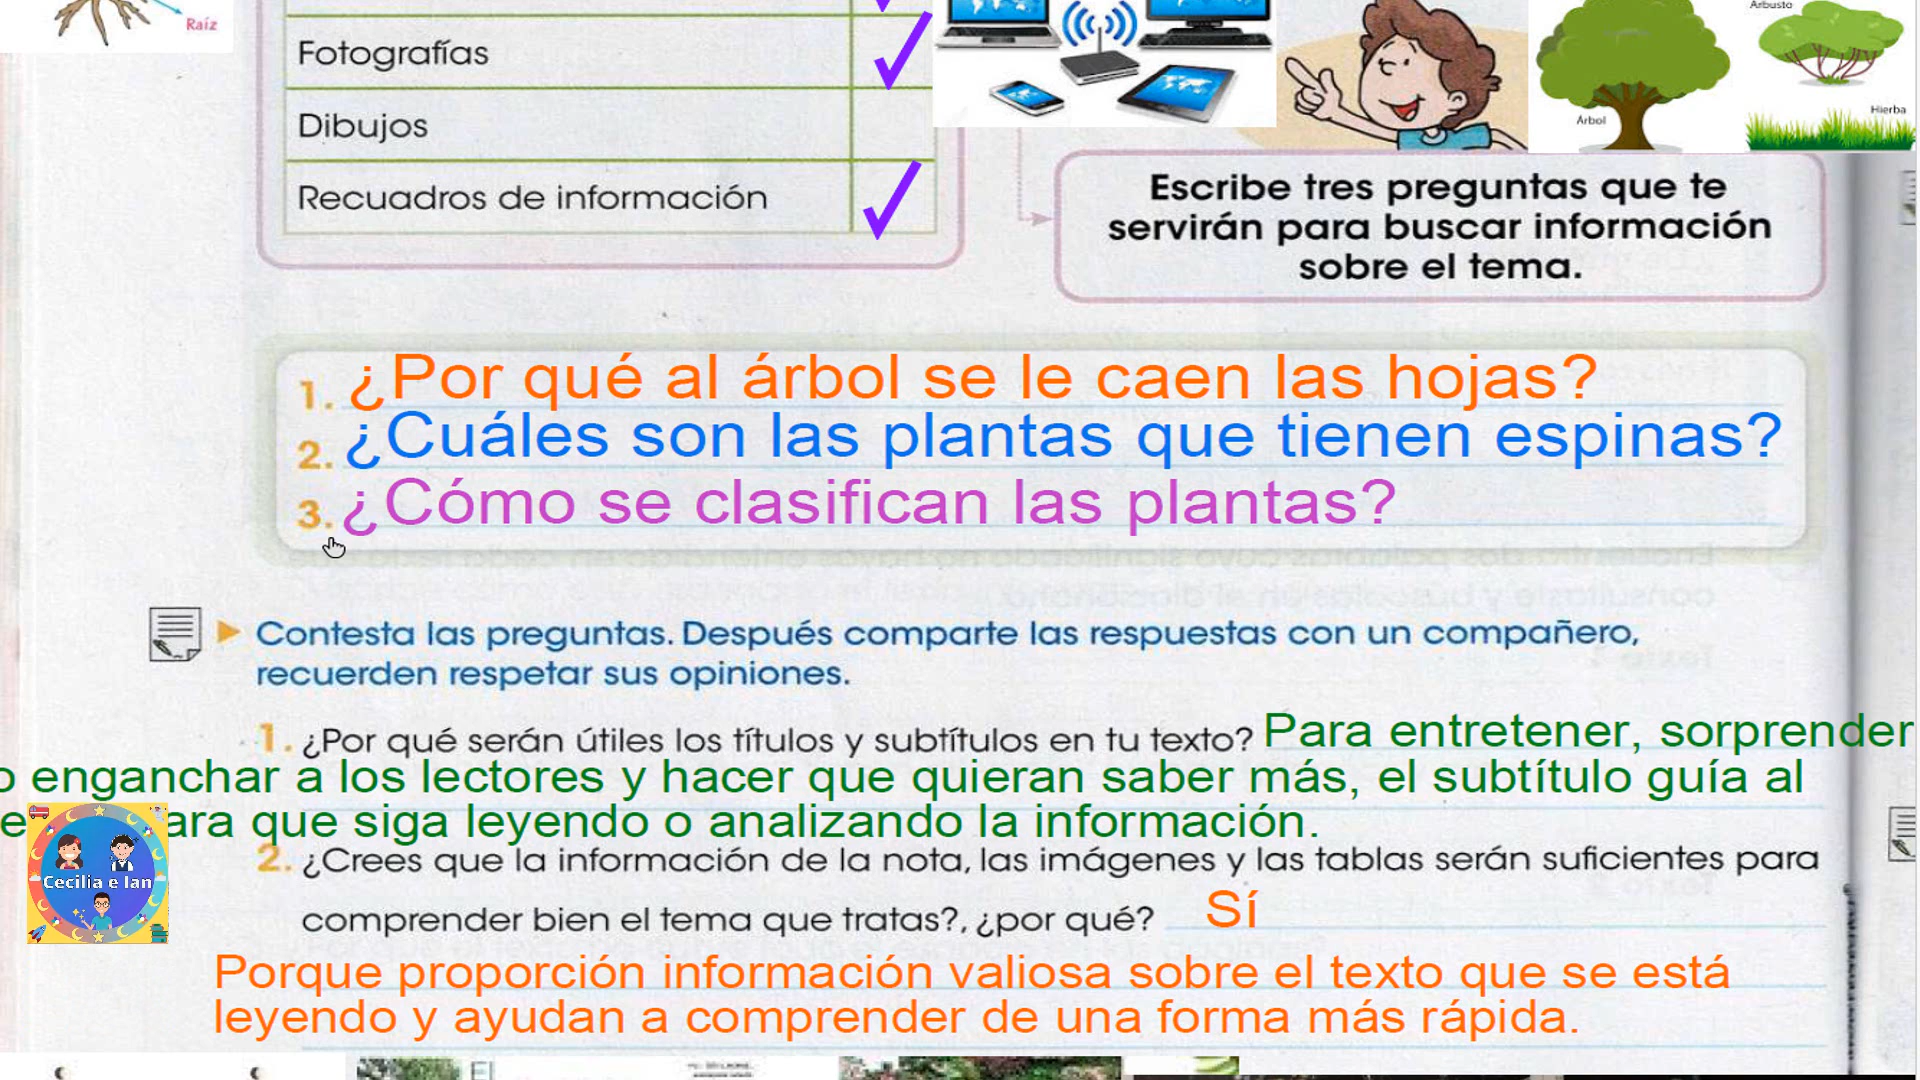 Raíz
Fotografías
Dibujos
Recuadros de información
Arbusto
Árbol
Hierba
Escribe tres preguntas que te
servirán para buscar información
sobre el tema.
1. ¿Por qué al árbol se le caen las hojas?
2. ¿Cuáles son las plantas que tienen espinas?
3. ¿Cómo se clasifican las plantas?
Contesta las preguntas. Después comparte las respuestas con un compañero,
recuerden respetar sus opiniones.
1. ¿Por qué serán útiles los títulos y subtítulos en tu texto? Para entretener, sorprender
o enganchar a los lectores y hacer que quieran saber más, el subtítulo guía al
que siga leyendo o analizando la información.
Cecilia e Ian
2. ¿Crees que la información de la nota, las imágenes y las tablas serán suficientes para
comprender bien el tema que tratas?, ¿por qué? Sí
Porque proporción información valiosa sobre el texto que se está
leyendo y ayudan a comprender de una forma más rápida.